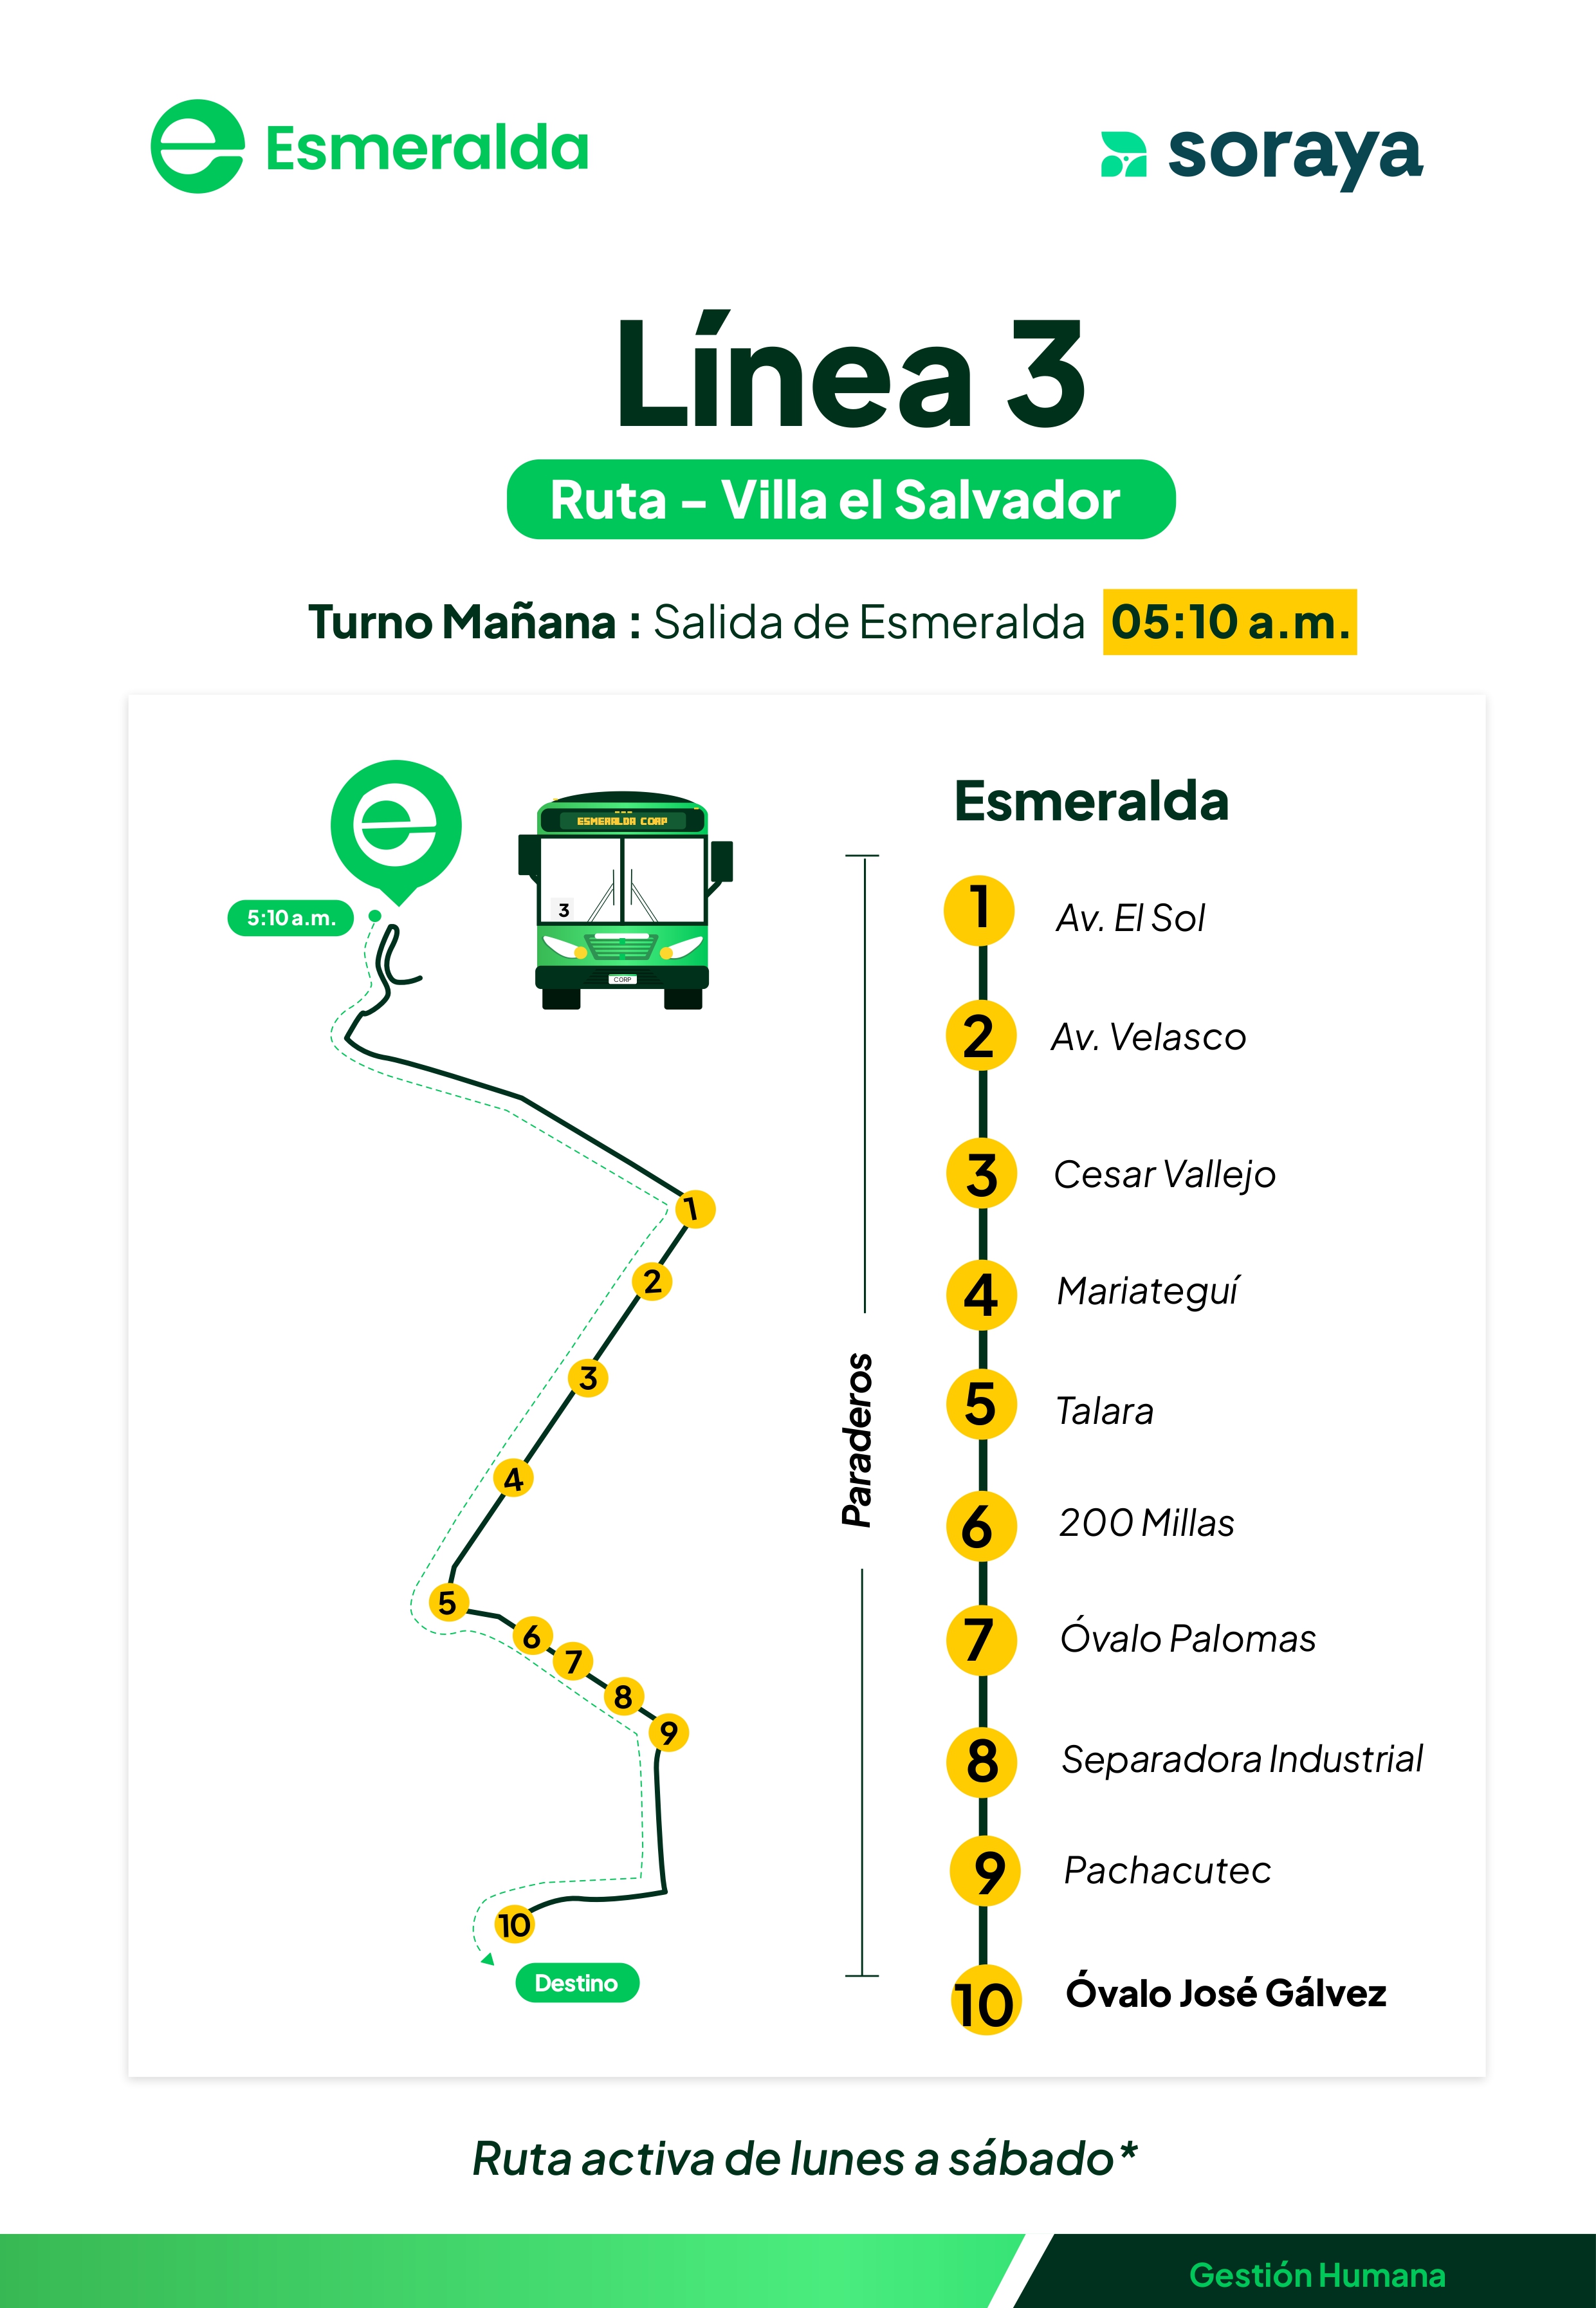 Esmeralda
soraya
Línea 3
Ruta - Villa el Salvador
Turno Mañana : Salida de Esmeralda 05:10 a.m.
ESMERALDA CORP
3
CORP
5:10 a.m.
1
2
3
4
5
6
7
8
9
10
Destino
Paraderos
Esmeralda
1 Av. El Sol
2 Av. Velasco
3 Cesar Vallejo
4 Mariateguí
5 Talara
6 200 Millas
7 Óvalo Palomas
8 Separadora Industrial
9 Pachacutec
10 Óvalo José Gálvez
Ruta activa de lunes a sábado*
Gestión Humana